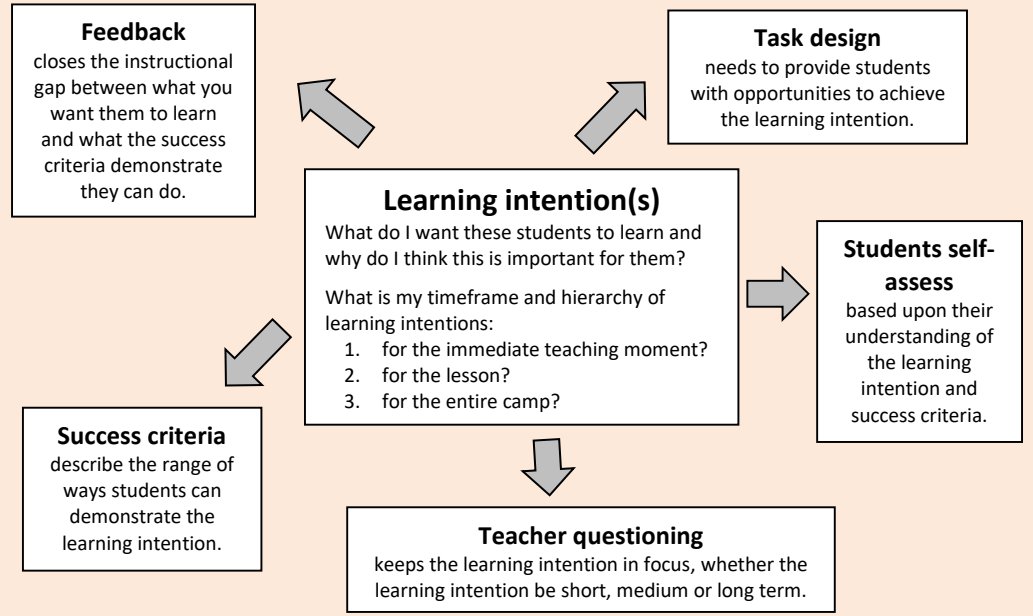 Feedback
closes the instructional
gap between what you
want them to learn
and what the success
criteria demonstrate
they can do.
Task design
needs to provide students
with opportunities to achieve
the learning intention.
Learning intention(s)
What do I want these students to learn and
why do I think this is important for them?
What is my timeframe and hierarchy of
learning intentions:
1. for the immediate teaching moment?
2. for the lesson?
3. for the entire camp?
Students self-
assess
based upon their
understanding of
the learning
intention and
success criteria.
Success criteria
describe the range of
ways students can
demonstrate the
learning intention.
Teacher questioning
keeps the learning intention in focus, whether the
learning intention be short, medium or long term.